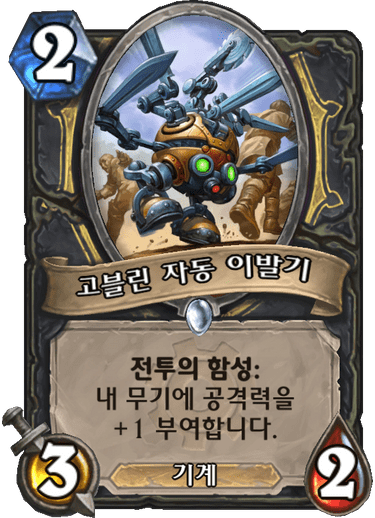 2
고블린 자동 이발기
전투의 함성:
내 무기에 공격력을
+1 부여합니다.
3
기계
2